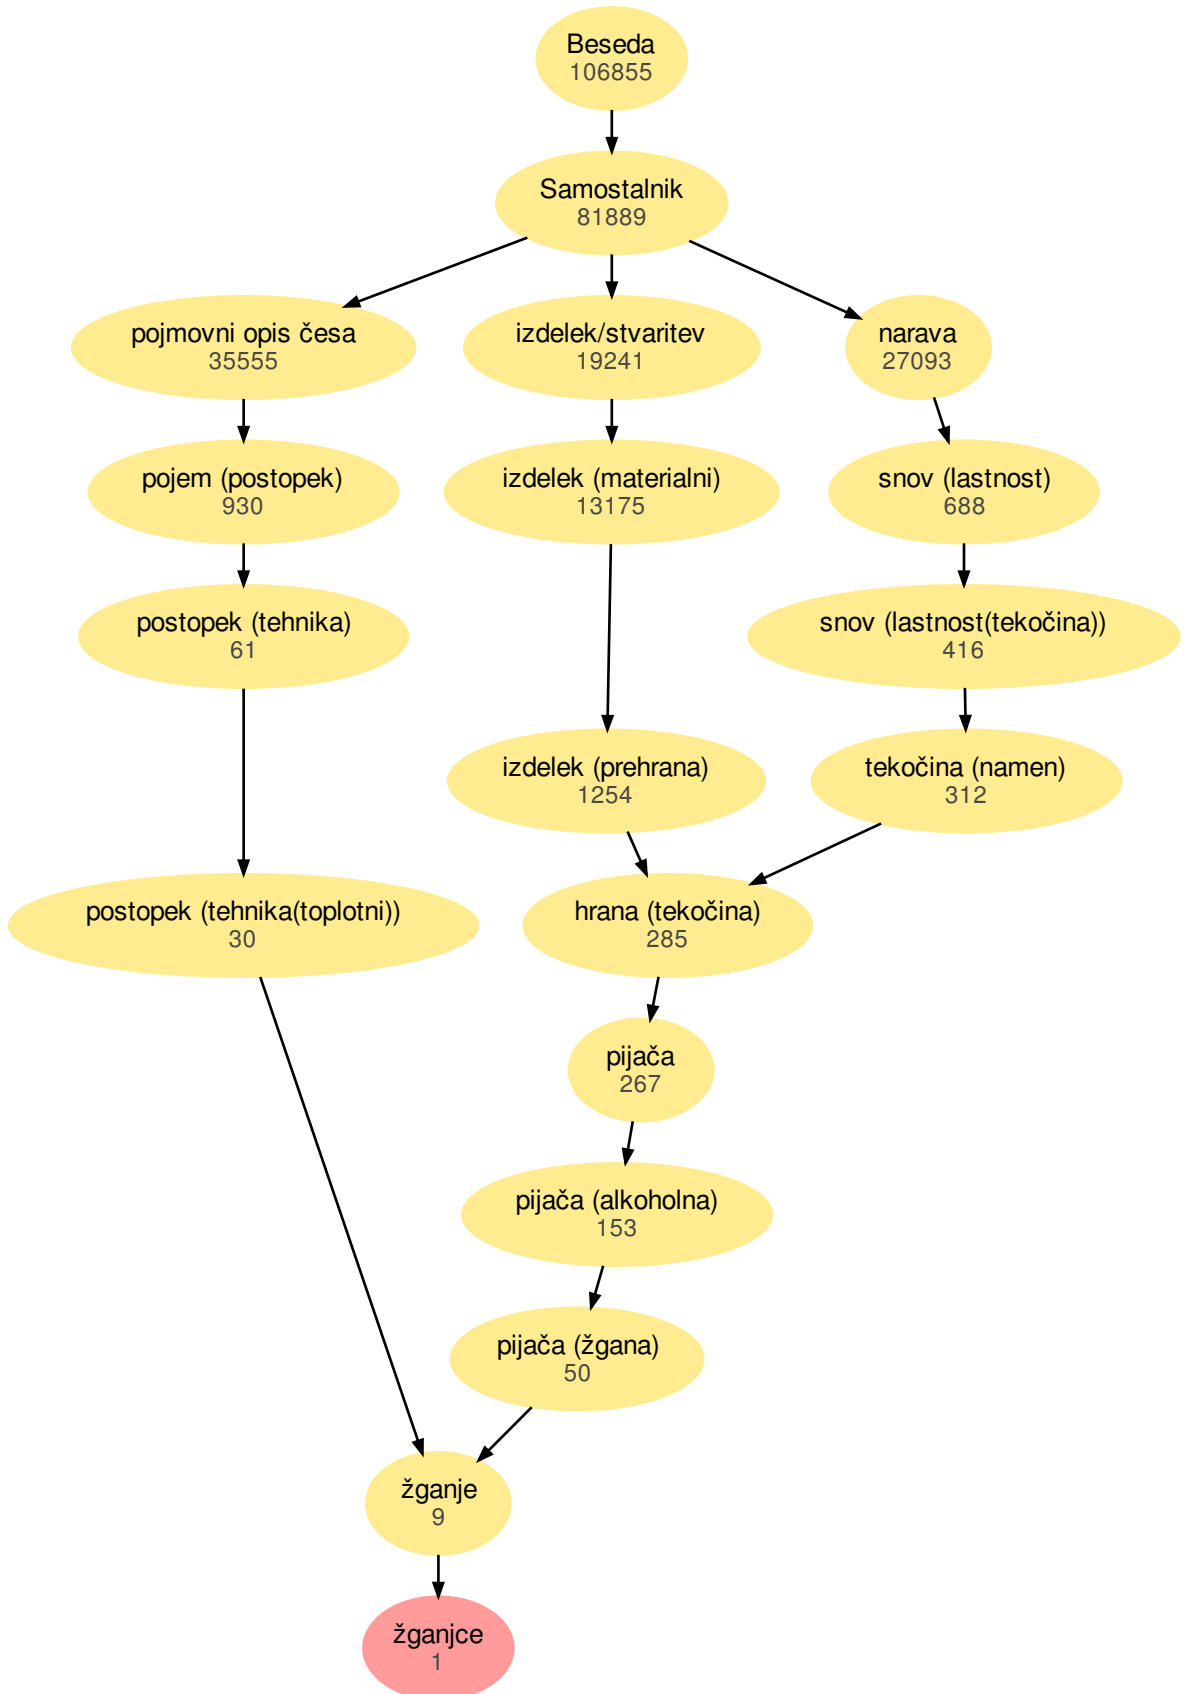 Beseda
106855
Samostalnik
81889
pojmovni opis česa
35555
izdelek/stvaritev
19241
narava
27093
pojem (postopek)
930
izdelek (materialni)
13175
snov (lastnost)
688
postopek (tehnika)
61
snov (lastnost(tekočina))
416
izdelek (prehrana)
1254
tekočina (namen)
312
postopek (tehnika(toplotni))
30
hrana (tekočina)
285
pijača
267
pijača (alkoholna)
153
pijača (žgana)
50
žganje
9
žganjce
1